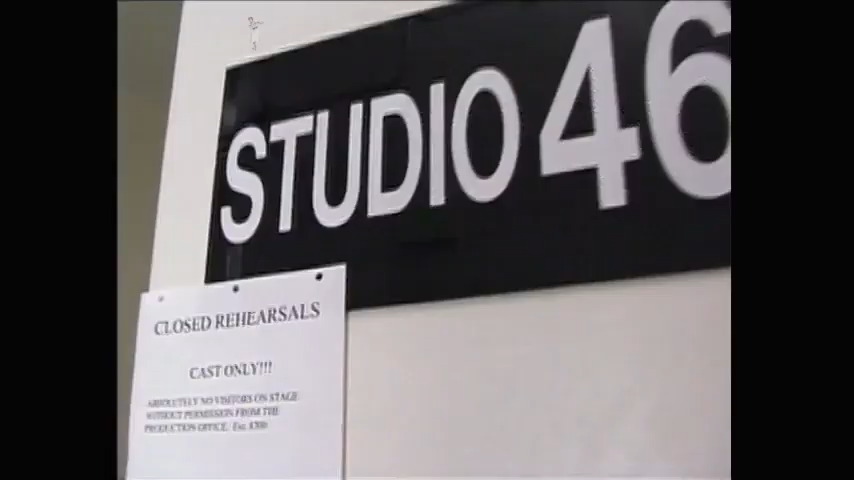 STUDIO 46
CLOSED REHEARSALS
CAST ONLY!!!
ABSOLUTELY NO VISITORS ON STAGE
WITHOUT PERMISSION FROM THE
PRODUCTION OFFICE.